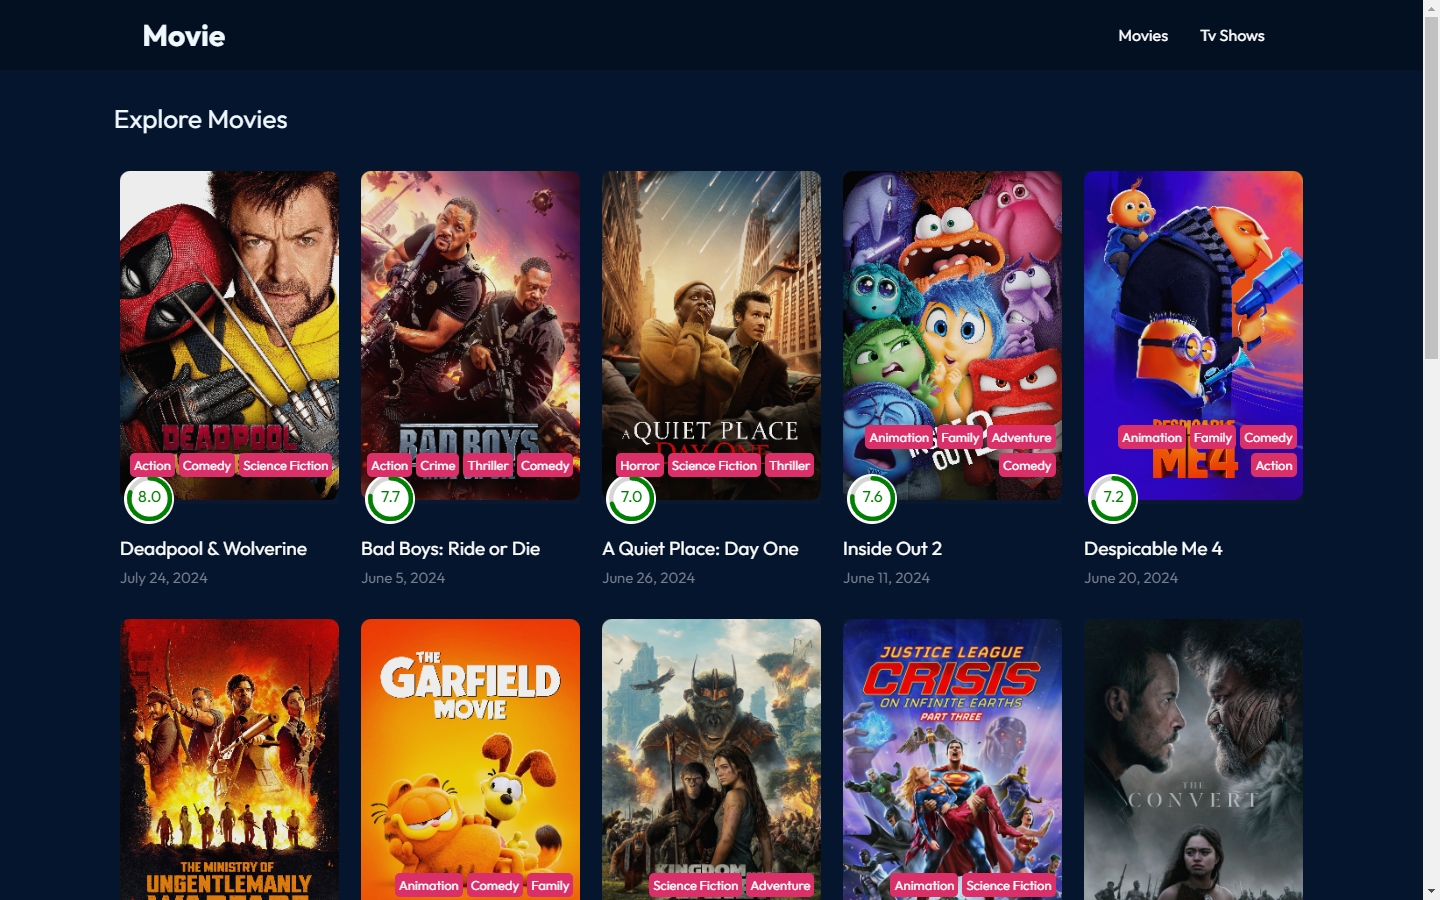 Movie
Movies
Tv Shows
Explore Movies
DEADPOOL
Action
Comedy
Science Fiction
8.0
Deadpool & Wolverine
July 24, 2024
BAD BOYS
Action
Crime
Thriller
Comedy
7.7
Bad Boys: Ride or Die
June 5, 2024
A QUIET PLACE
DAY ONE
Horror
Science Fiction
Thriller
7.0
A Quiet Place: Day One
June 26, 2024
Animation
Family
Adventure
Comedy
7.6
Inside Out 2
June 11, 2024
DESPICABLE
ME4
Animation
Family
Comedy
Action
7.2
Despicable Me 4
June 20, 2024
THE MINISTRY OF
UNGENTLEMANLY
WARFARE
THE
GARFIELD
MOVIE
Animation
Comedy
Family
KINGDOM
Science Fiction
Adventure
JUSTICE LEAGUE
CRISIS
ON INFINITE EARTHS
PART THREE
Animation
Science Fiction
THE
CONVERT